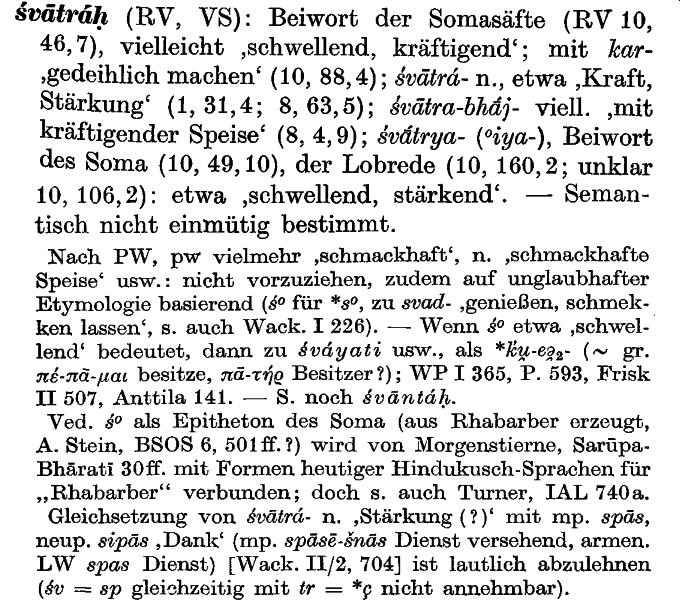 śvātráḥ (RV, VS): Beiwort der Somasäfte (RV 10,
46,7), vielleicht ‚schwellend, kräftigend‘; mit kar-
‚gedeihlich machen‘ (10, 88,4); śvātrá- n., etwa ‚Kraft,
Stärkung‘ (1, 31,4; 8, 63,5); śvātra-bhā́j- viell. ‚mit
kräftigender Speise‘ (8, 4,9); śvā́trya- (°iya-), Beiwort
des Soma (10, 49,10), der Lobrede (10, 160,2; unklar
10, 106,2): etwa ‚schwellend, stärkend‘. — Seman-
tisch nicht einmütig bestimmt.
Nach PW, pw vielmehr ‚schmackhaft‘, n. ‚schmackhafte
Speise‘ usw.: nicht vorzuziehen, zudem auf unglaubhafter
Etymologie basierend (ś° für *s°, zu svad- ‚genießen, schmek-
ken lassen‘, s. auch Wack. I 226). — Wenn ś° etwa ‚schwel-
lend‘ bedeutet, dann zu śváyati usw., als *k̑u̯-eə₂- (∼ gr.
πέ-πᾱ-μαι besitze, πᾱ-τήρ Besitzer?); WP I 365, P. 593, Frisk
II 507, Anttila 141. — S. noch śvāntáḥ.
Ved. ś° als Epitheton des Soma (aus Rhabarber erzeugt,
A. Stein, BSOS 6, 501ff.?) wird von Morgenstierne, Sarūpa-
Bhāratī 30ff. mit Formen heutiger Hindukusch-Sprachen für
„Rhabarber“ verbunden; doch s. auch Turner, IAL 740a.
Gleichsetzung von śvātrá- n. ‚Stärkung (?)‘ mit mp. spās,
neup. sipās ‚Dank‘ (mp. spāsē-šnās Dienst versehend, armen.
LW spas Dienst) [Wack. II/2, 704] ist lautlich abzulehnen
(śv = sp gleichzeitig mit tr = *ç nicht annehmbar).